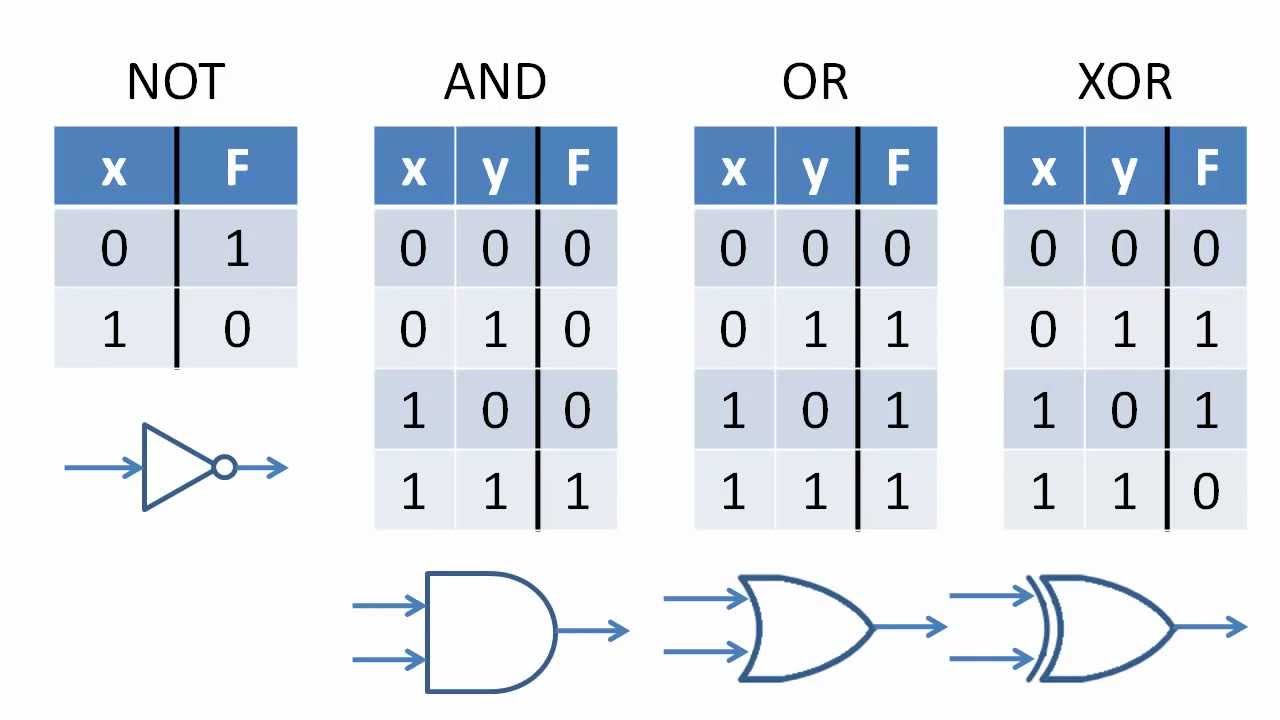 NOT AND OR XOR
x F x y F x y F x y F
0 1 0 0 0 0 0 0 0 0 0
1 0 0 1 0 0 1 1 0 1 1
1 0 0 1 0 1 1 0 1
1 1 1 1 1 1 1 1 0